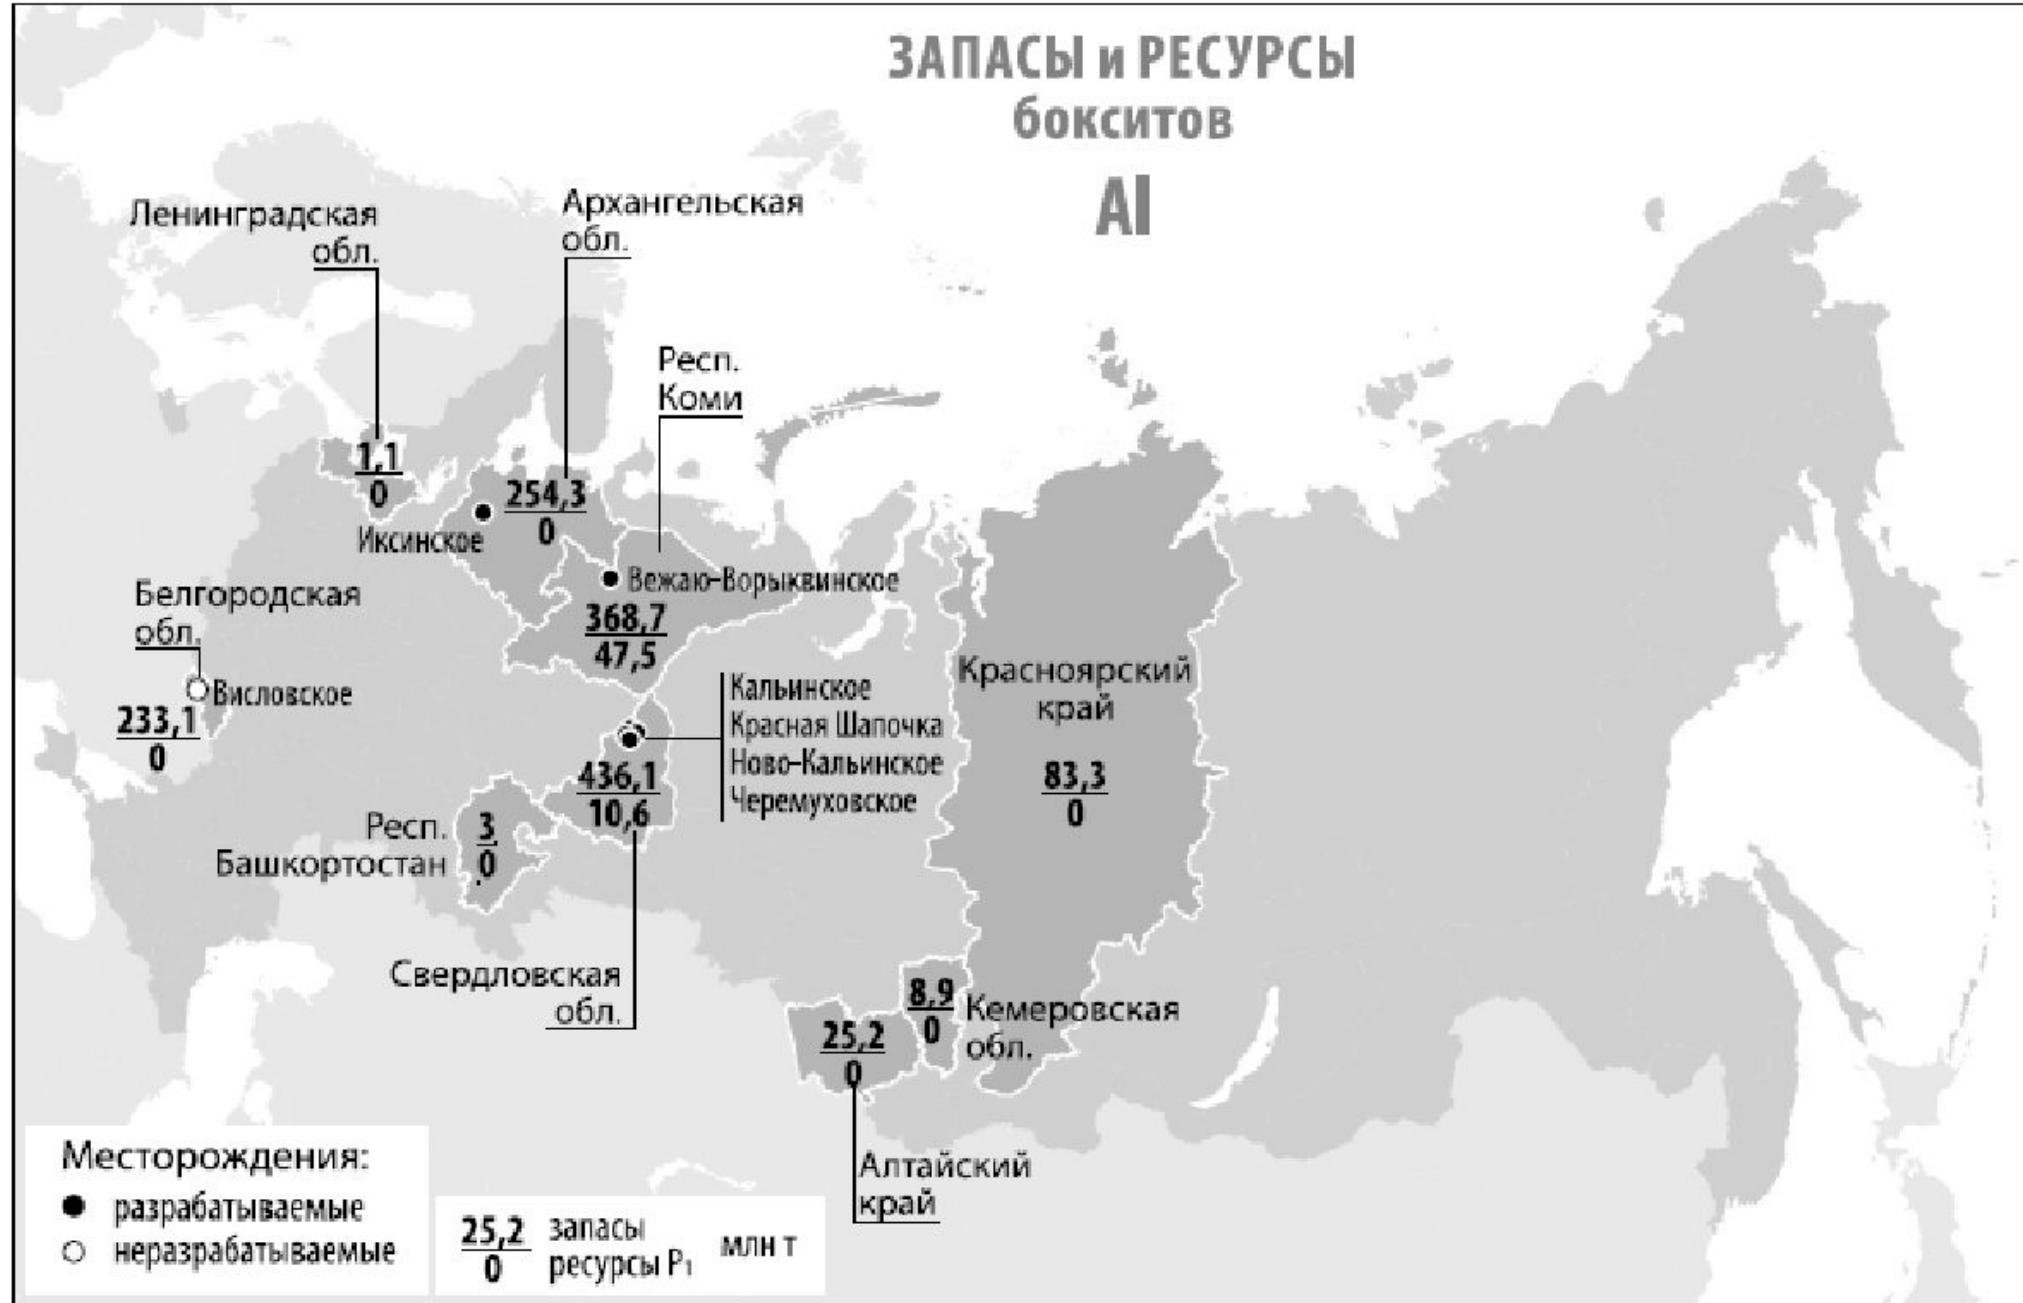 ЗАПАСЫ и РЕСУРСЫ
бокситов
Al
Ленинградская
обл.
1,1
0
Архангельская
обл.
254,3
0
Иксинское
Респ.
Коми
Вежаю-Ворыквинское
368,7
47,5
Белгородская
обл.
Висловское
233,1
0
Кальинское
Красная Шапочка
Ново-Кальинское
Черемуховское
436,1
10,6
Свердловская
обл.
Респ.
Башкортостан
3
0
Красноярский
край
83,3
0
8,9
0
Кемеровская
обл.
25,2
0
Алтайский
край
Месторождения:
разрабатываемые
неразрабатываемые
25,2 запасы
0 ресурсы P₁
млн т